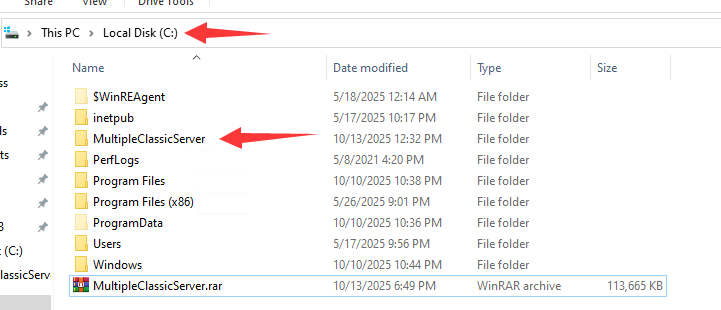 Share View Drive Tools
This PC Local Disk (C:)
Name Date modified Type Size
$WinREAgent 5/18/2025 12:14 AM File folder
inetpub 5/17/2025 10:17 PM File folder
MultipleClassicServer 10/13/2025 12:32 PM File folder
PerfLogs 5/8/2021 4:20 PM File folder
Program Files 10/10/2025 10:38 PM File folder
Program Files (x86) 5/26/2025 9:01 PM File folder
ProgramData 10/10/2025 10:36 PM File folder
Users 5/17/2025 9:56 PM File folder
(C:)
Windows 10/10/2025 10:44 PM File folder
MultipleClassicServer.rar 10/13/2025 6:49 PM WinRAR archive 113,665 KB